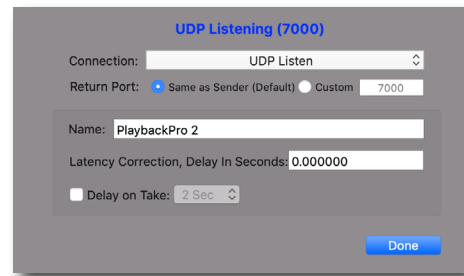 UDP Listening (7000)
Connection: UDP Listen
Return Port: Same as Sender (Default) Custom 7000
Name: PlaybackPro 2
Latency Correction, Delay In Seconds: 0.000000
Delay on Take: 2 Sec
Done